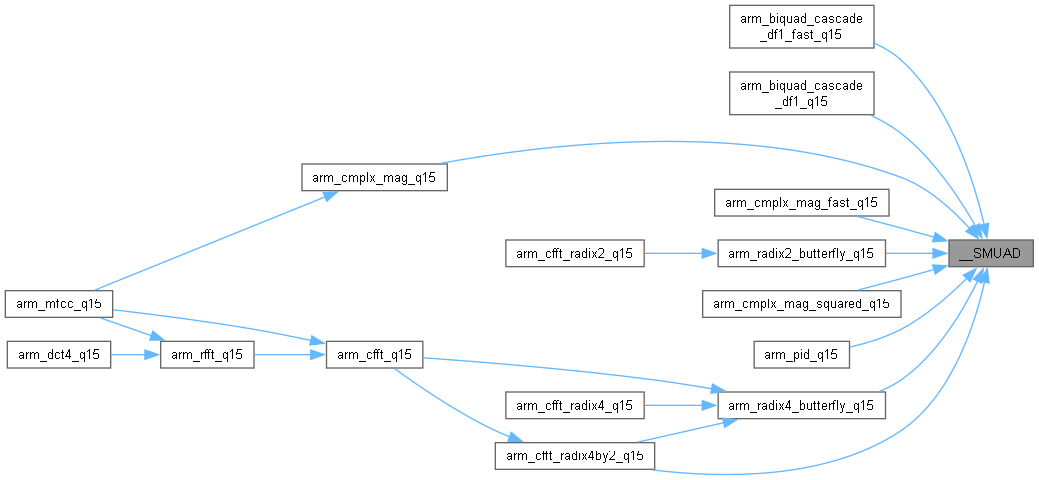 arm_biquad_cascade
_df1_fast_q15
arm_biquad_cascade
_df1_q15
arm_cmplx_mag_q15
arm_cmplx_mag_fast_q15
arm_cfft_radix2_q15
arm_radix2_butterfly_q15
__SMUAD
arm_mfcc_q15
arm_cmplx_mag_squared_q15
arm_dct4_q15
arm_rfft_q15
arm_cfft_q15
arm_pid_q15
arm_cfft_radix4_q15
arm_radix4_butterfly_q15
arm_cfft_radix4by2_q15